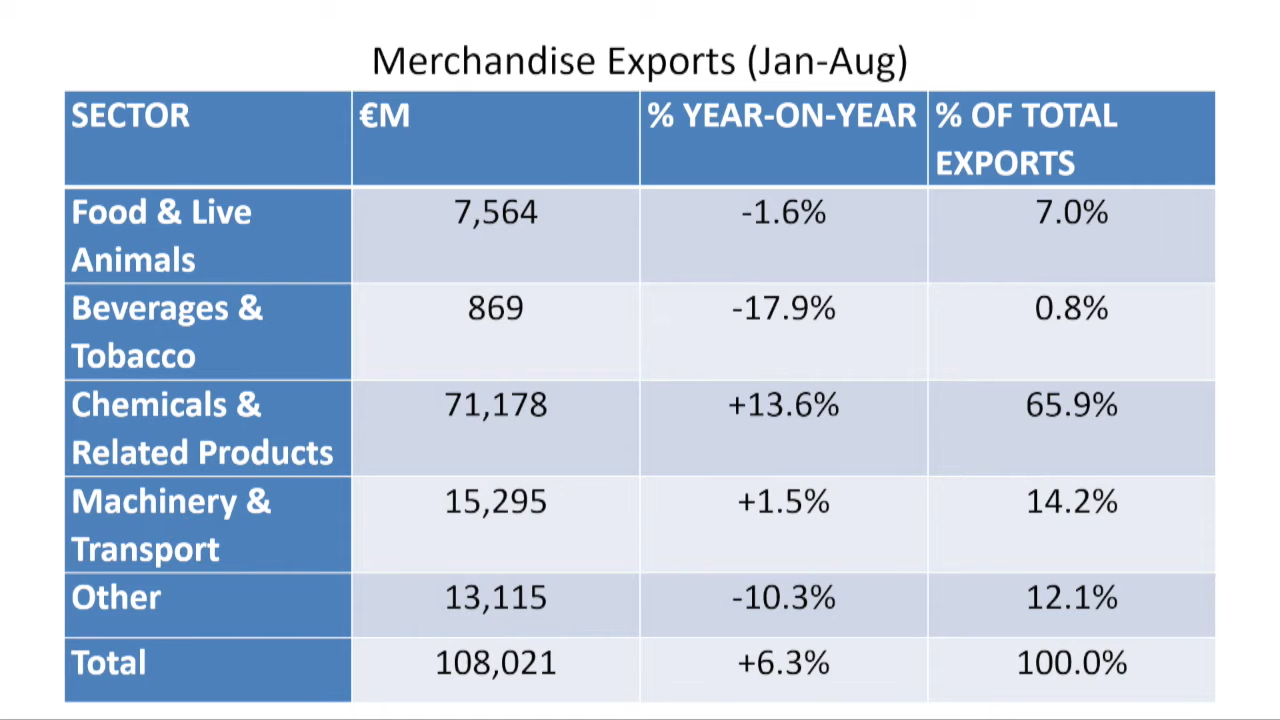 Merchandise Exports (Jan-Aug)
SECTOR €M % YEAR-ON-YEAR % OF TOTAL
EXPORTS
Food & Live 7,564 -1.6% 7.0%
Animals
Beverages & 869 -17.9% 0.8%
Tobacco
Chemicals & 71,178 +13.6% 65.9%
Related Products
Machinery & 15,295 +1.5% 14.2%
Transport
Other 13,115 -10.3% 12.1%
Total 108,021 +6.3% 100.0%